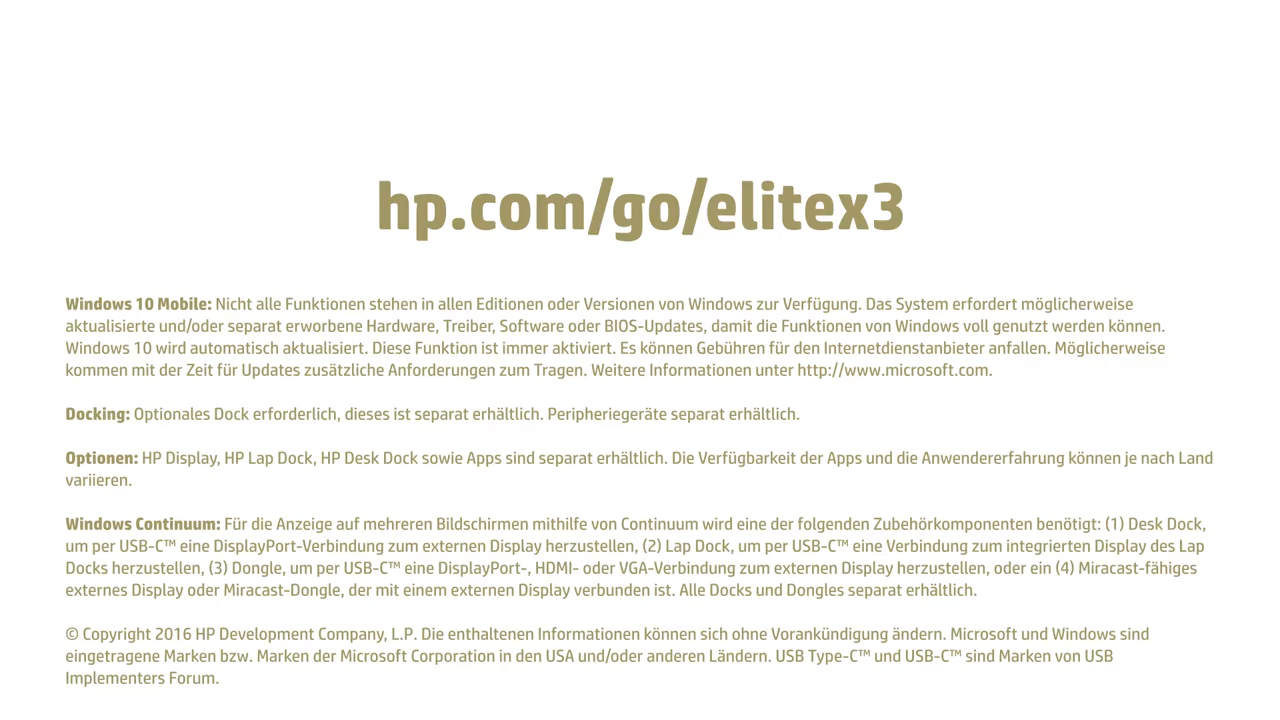 hp.com/go/elitex3
Windows 10 Mobile: Nicht alle Funktionen stehen in allen Editionen oder Versionen von Windows zur Verfügung. Das System erfordert möglicherweise
aktualisierte und/oder separat erworbene Hardware, Treiber, Software oder BIOS-Updates, damit die Funktionen von Windows voll genutzt werden können.
Windows 10 wird automatisch aktualisiert. Diese Funktion ist immer aktiviert. Es können Gebühren für den Internetdienstanbieter anfallen. Möglicherweise
kommen mit der Zeit für Updates zusätzliche Anforderungen zum Tragen. Weitere Informationen unter http://www.microsoft.com.
Docking: Optionales Dock erforderlich, dieses ist separat erhältlich. Peripheriegeräte separat erhältlich.
Optionen: HP Display, HP Lap Dock, HP Desk Dock sowie Apps sind separat erhältlich. Die Verfügbarkeit der Apps und die Anwendererfahrung können je nach Land
variieren.
Windows Continuum: Für die Anzeige auf mehreren Bildschirmen mithilfe von Continuum wird eine der folgenden Zubehörkomponenten benötigt: (1) Desk Dock,
um per USB-C™ eine DisplayPort-Verbindung zum externen Display herzustellen, (2) Lap Dock, um per USB-C™ eine Verbindung zum integrierten Display des Lap
Docks herzustellen, (3) Dongle, um per USB-C™ eine DisplayPort-, HDMI- oder VGA-Verbindung zum externen Display herzustellen, oder ein (4) Miracast-fähiges
externes Display oder Miracast-Dongle, der mit einem externen Display verbunden ist. Alle Docks und Dongles separat erhältlich.
© Copyright 2016 HP Development Company, L.P. Die enthaltenen Informationen können sich ohne Vorankündigung ändern. Microsoft und Windows sind
eingetragene Marken bzw. Marken der Microsoft Corporation in den USA und/oder anderen Ländern. USB Type-C™ und USB-C™ sind Marken von USB
Implementers Forum.